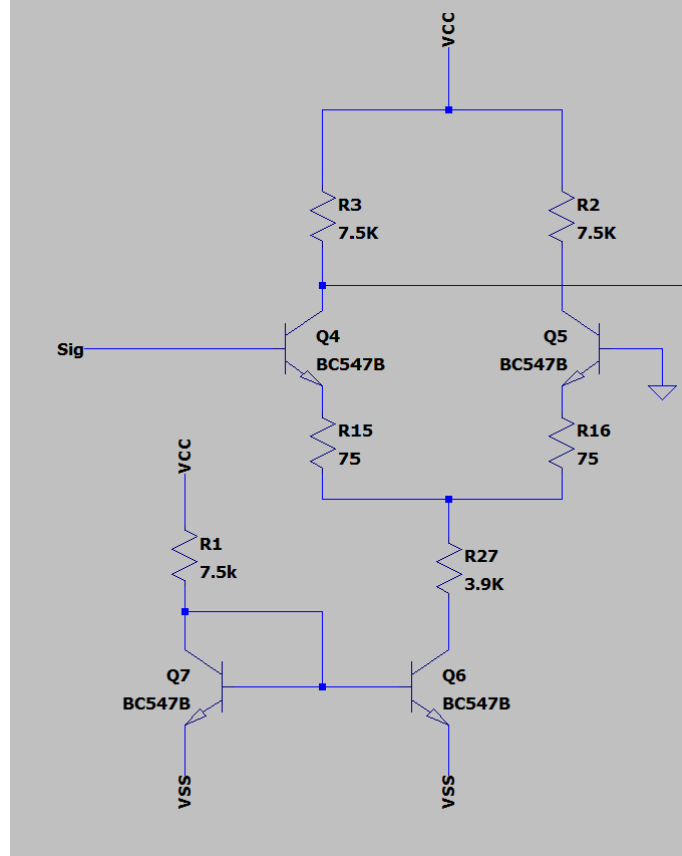 VCC
R3
7.5K
R2
7.5K
Q4
BC547B
Q5
BC547B
Sig
R15
75
R16
75
VCC
R1
7.5k
R27
3.9K
Q7
BC547B
Q6
BC547B
VSS
VSS